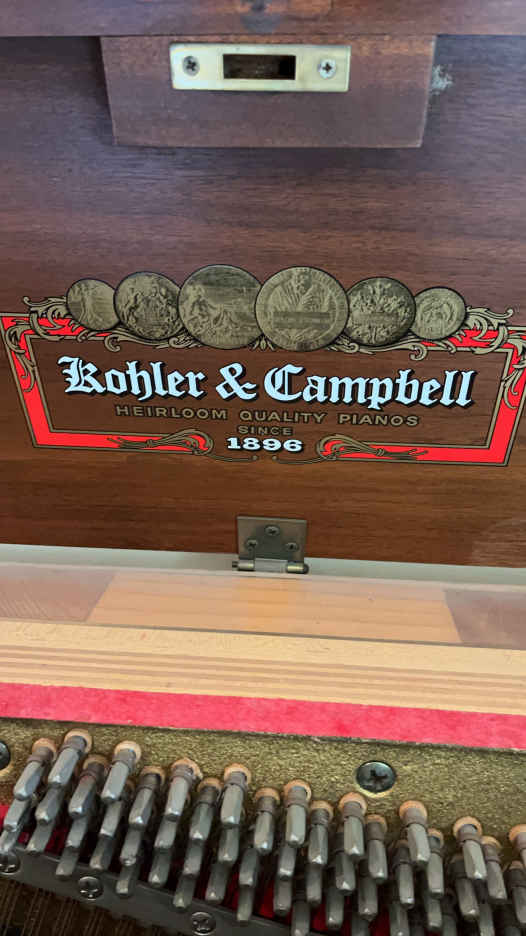 Kohler & Campbell
HEIRLOOM QUALITY PIANOS
SINCE
1896